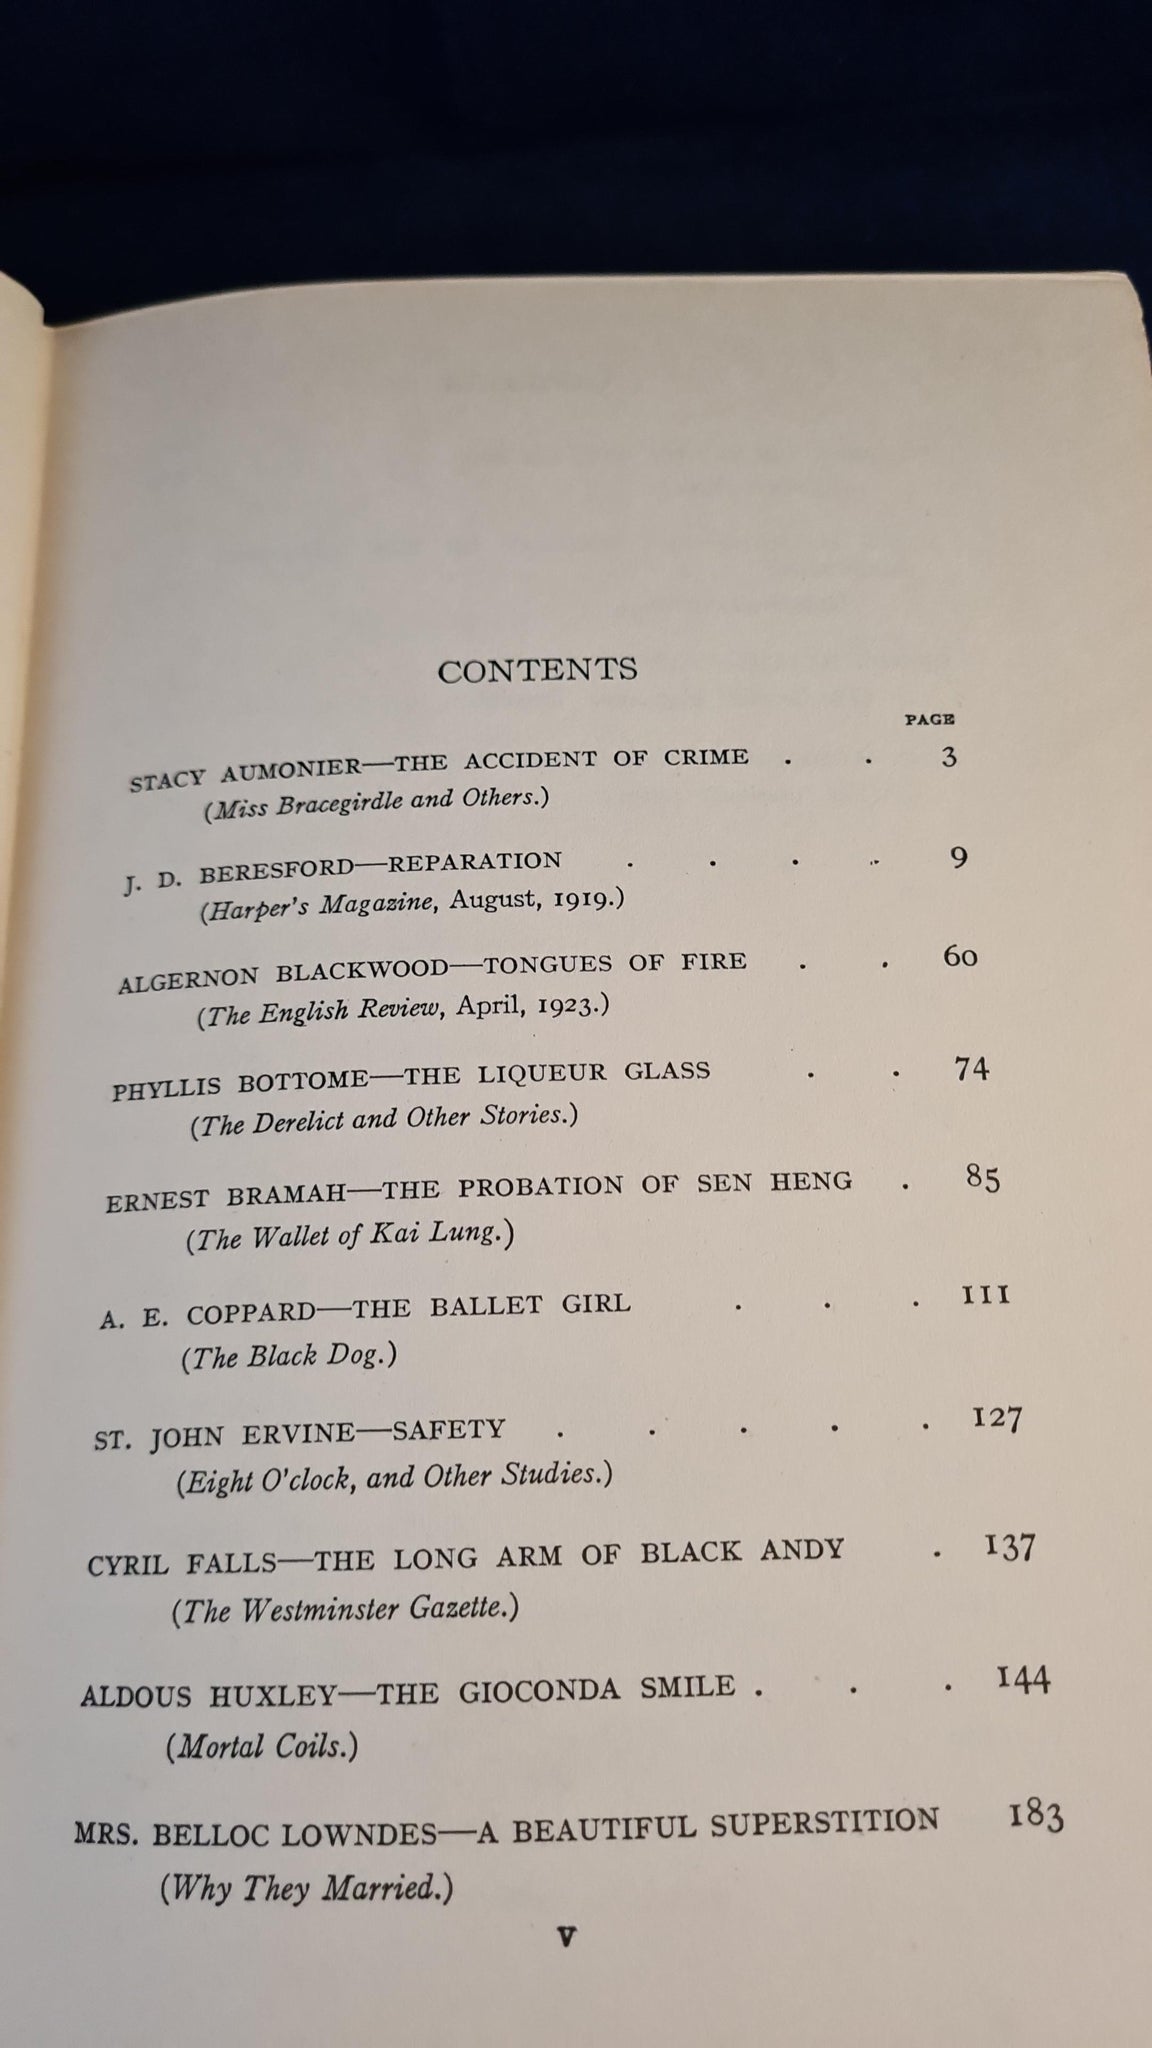 CONTENTS
PAGE
STACY AUMONIER—THE ACCIDENT OF CRIME . . 3
(Miss Bracegirdle and Others.)
J. D. BERESFORD—REPARATION . . . . 9
(Harper's Magazine, August, 1919.)
ALGERNON BLACKWOOD—TONGUES OF FIRE . . 60
(The English Review, April, 1923.)
PHYLLIS BOTTOME—THE LIQUEUR GLASS . . 74
(The Derelict and Other Stories.)
ERNEST BRAMAH—THE PROBATION OF SEN HENG . 85
(The Wallet of Kai Lung.)
A. E. COPPARD—THE BALLET GIRL . . . 111
(The Black Dog.)
ST. JOHN ERVINE—SAFETY . . . . . 127
(Eight O'clock, and Other Studies.)
CYRIL FALLS—THE LONG ARM OF BLACK ANDY . 137
(The Westminster Gazette.)
ALDOUS HUXLEY—THE GIOCONDA SMILE . . . 144
(Mortal Coils.)
MRS. BELLOC LOWNDES—A BEAUTIFUL SUPERSTITION 183
(Why They Married.)
v